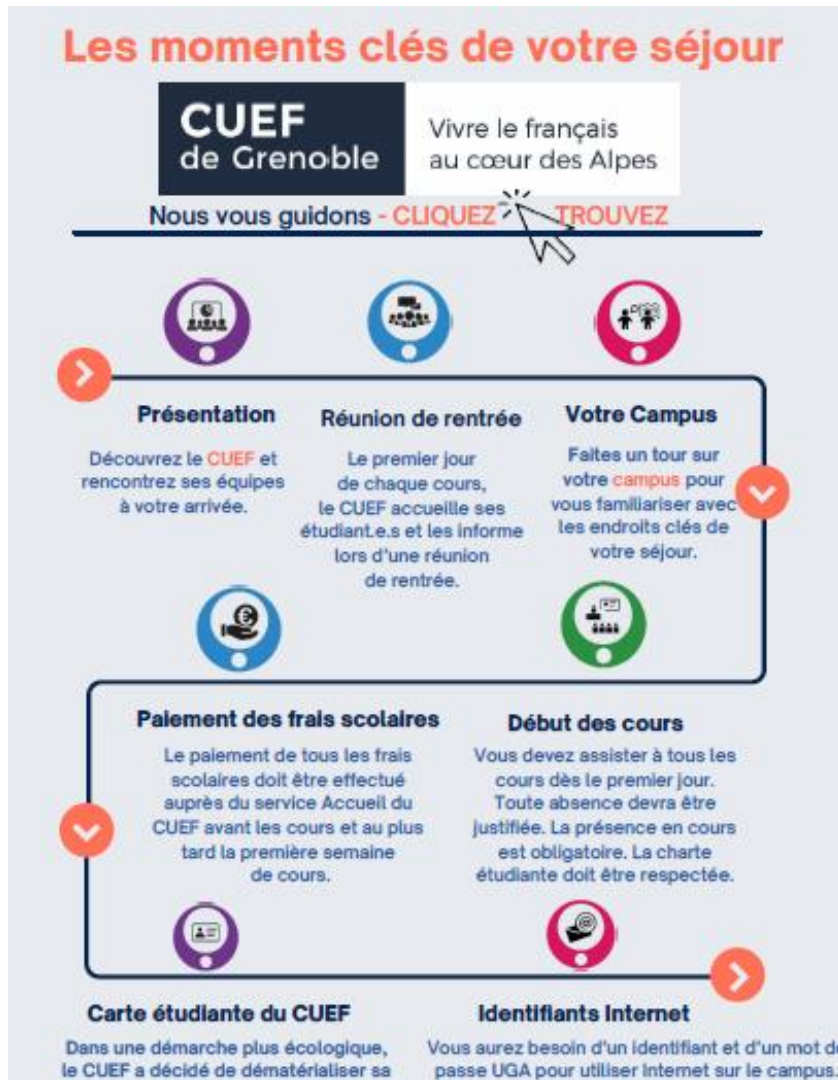 Les moments clés de votre séjour
CUEF
de Grenoble
Vivre le français
au cœur des Alpes
Nous vous guidons - CLIQUEZ TROUVEZ
Présentation
Découvrez le CUEF et
rencontrez ses équipes
à votre arrivée.
Réunion de rentrée
Le premier jour
de chaque cours,
le CUEF accueille ses
étudiant.e.s et les informe
lors d'une réunion
de rentrée.
Votre Campus
Faites un tour sur
votre campus pour
vous familiariser avec
les endroits clés de
votre séjour.
Paiement des frais scolaires
Le paiement de tous les frais
scolaires doit être effectué
auprès du service Accueil du
CUEF avant les cours et au plus
tard la première semaine
de cours.
Début des cours
Vous devez assister à tous les
cours dès le premier jour.
Toute absence devra être
justifiée. La présence en cours
est obligatoire. La charte
étudiante doit être respectée.
Carte étudiante du CUEF
Dans une démarche plus écologique,
le CUEF a décidé de dématérialiser sa
Identifiants Internet
Vous aurez besoin d'un identifiant et d'un mot de
passe UGA pour utiliser Internet sur le campus.